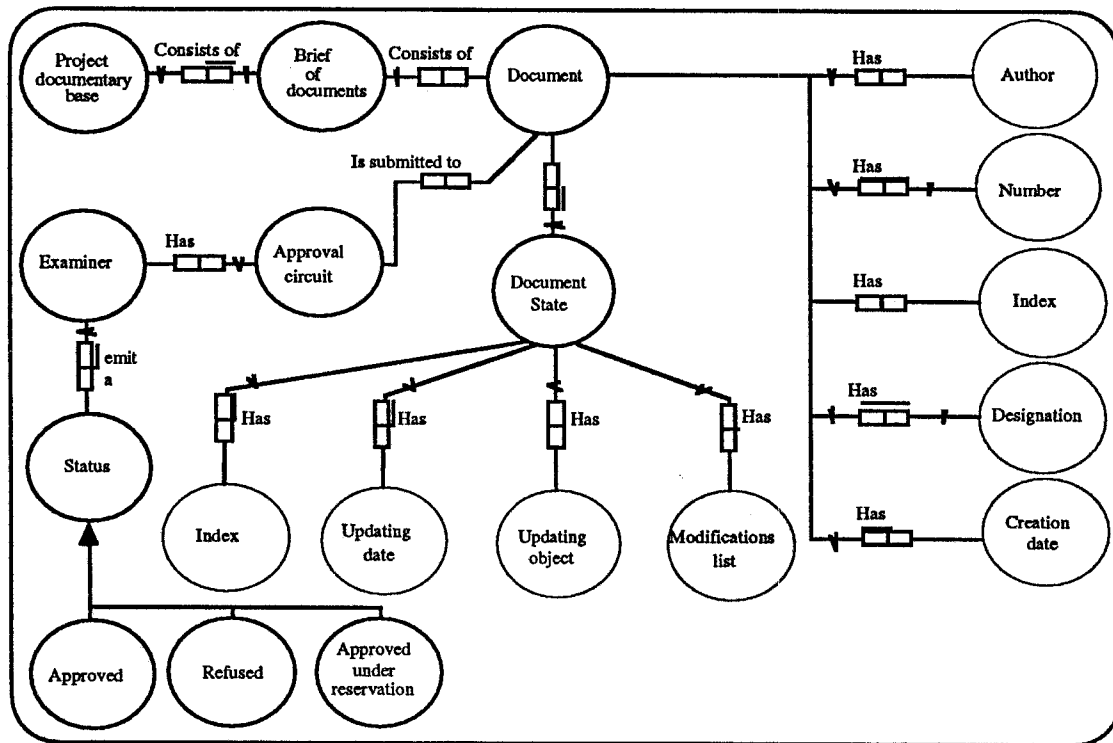 Consists of
Consists of
Project
documentary
base
Brief
of
documents
Document
Has
Author
Is submitted to
Has
Number
Examiner
Has
Approval
circuit
Document
State
Has
Index
emit
a
Has
Has
Has
Has
Has
Designation
Status
Index
Updating
date
Updating
object
Modifications
list
Has
Creation
date
Approved
Refused
Approved
under
reservation